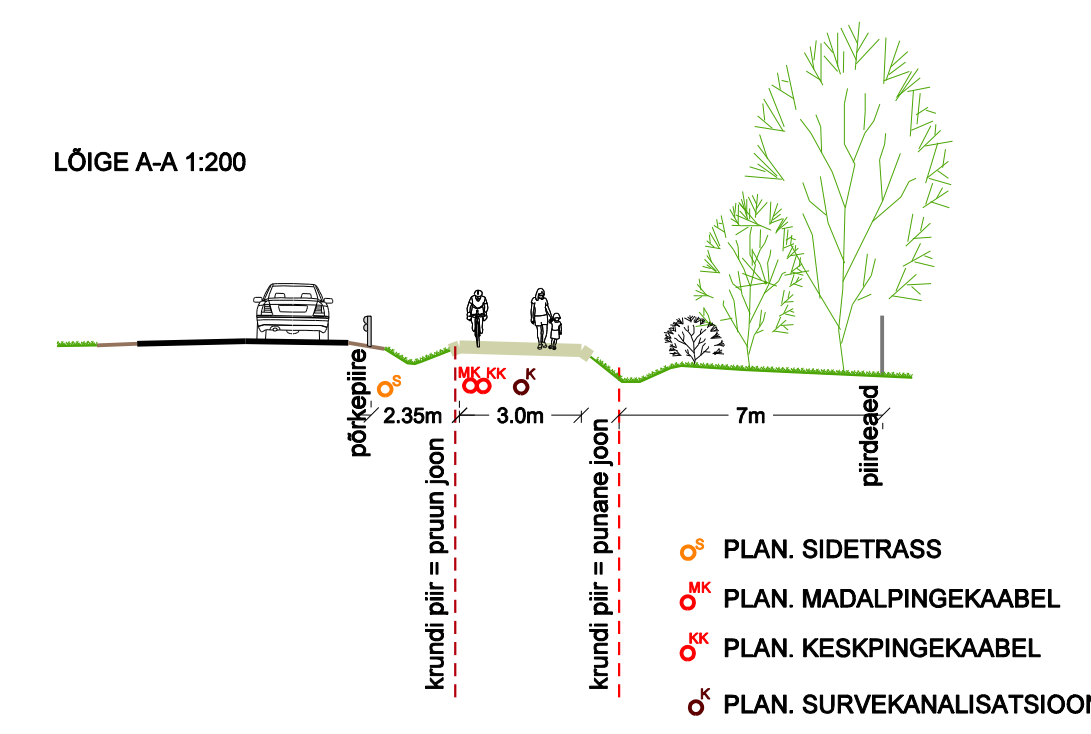 LÕIGE A-A 1:200
S
MK
KK
K
põrkepiire
2.35m
3.0m
7m
krundi piir = pruun joon
krundi piir = punane joon
piirdeaed
S PLAN. SIDETRASS
MK PLAN. MADALPINGEKAABEL
KK PLAN. KESKPINGEKAABEL
K PLAN. SURVEKANALISATSIOON